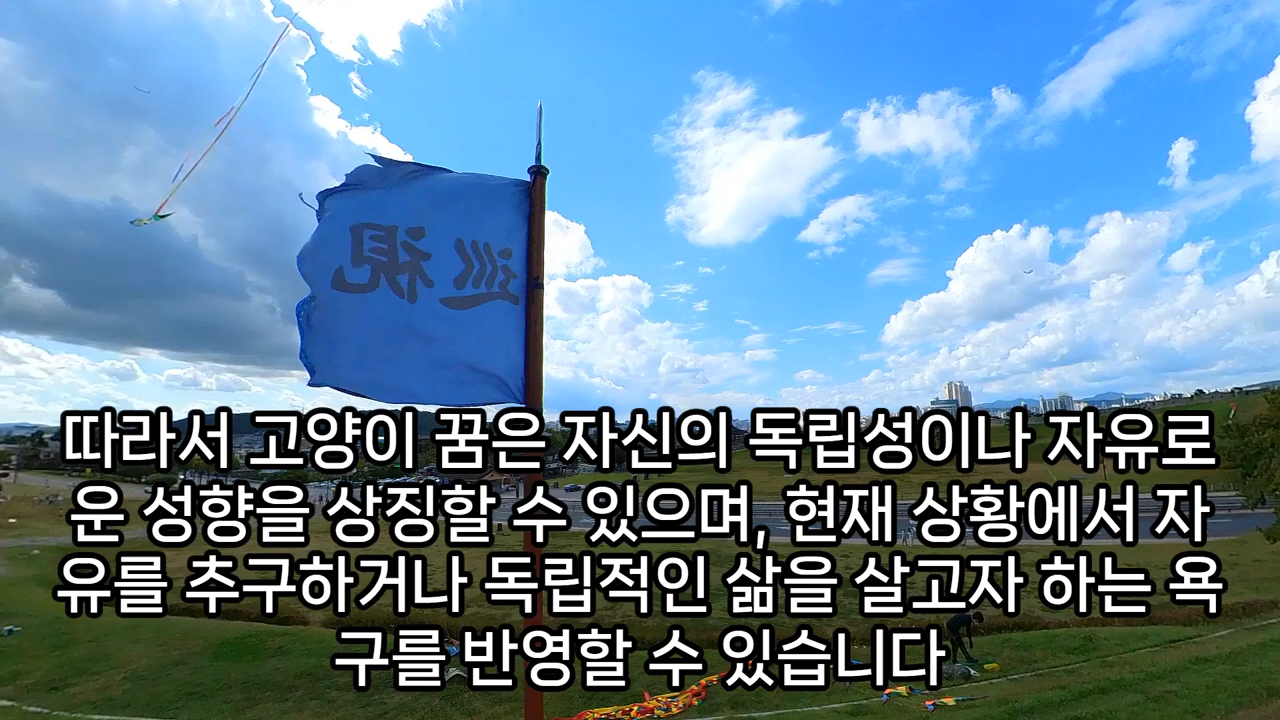 巡視
따라서 고양이 꿈은 자신의 독립성이나 자유로
운 성향을 상징할 수 있으며, 현재 상황에서 자
유를 추구하거나 독립적인 삶을 살고자 하는 욕
구를 반영할 수 있습니다